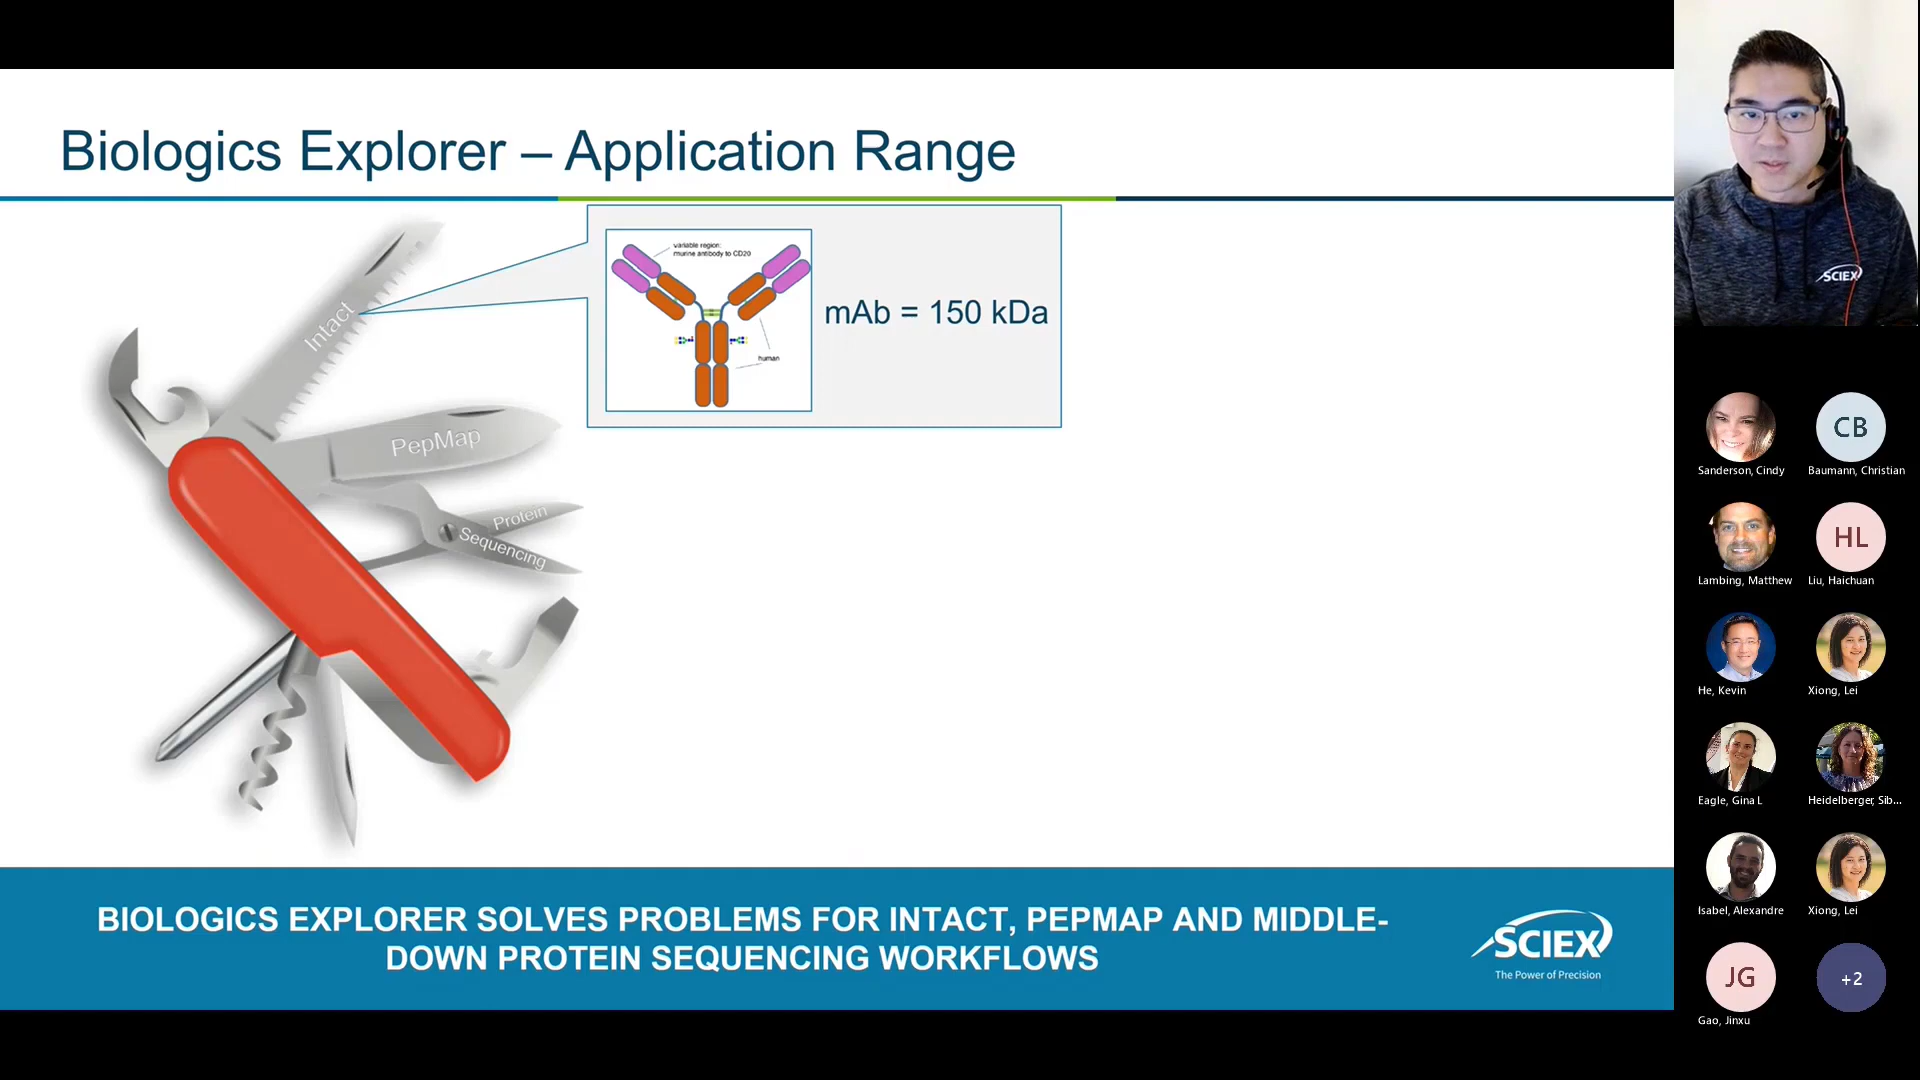 Biologics Explorer – Application Range
variable region:
murine antibody to CD20
human
mAb = 150 kDa
Intact
PepMap
Protein
Sequencing
BIOLOGICS EXPLORER SOLVES PROBLEMS FOR INTACT, PEPMAP AND MIDDLE-
DOWN PROTEIN SEQUENCING WORKFLOWS
SCIEX
The Power of Precision
SCIEX
CB
Sanderson, Cindy
Baumann, Christian
HL
Lambing, Matthew
Liu, Haichuan
He, Kevin
Xiong, Lei
Eagle, Gina L
Heidelberger, Sib...
Isabel, Alexandre
Xiong, Lei
JG
+2
Gao, Jinxu